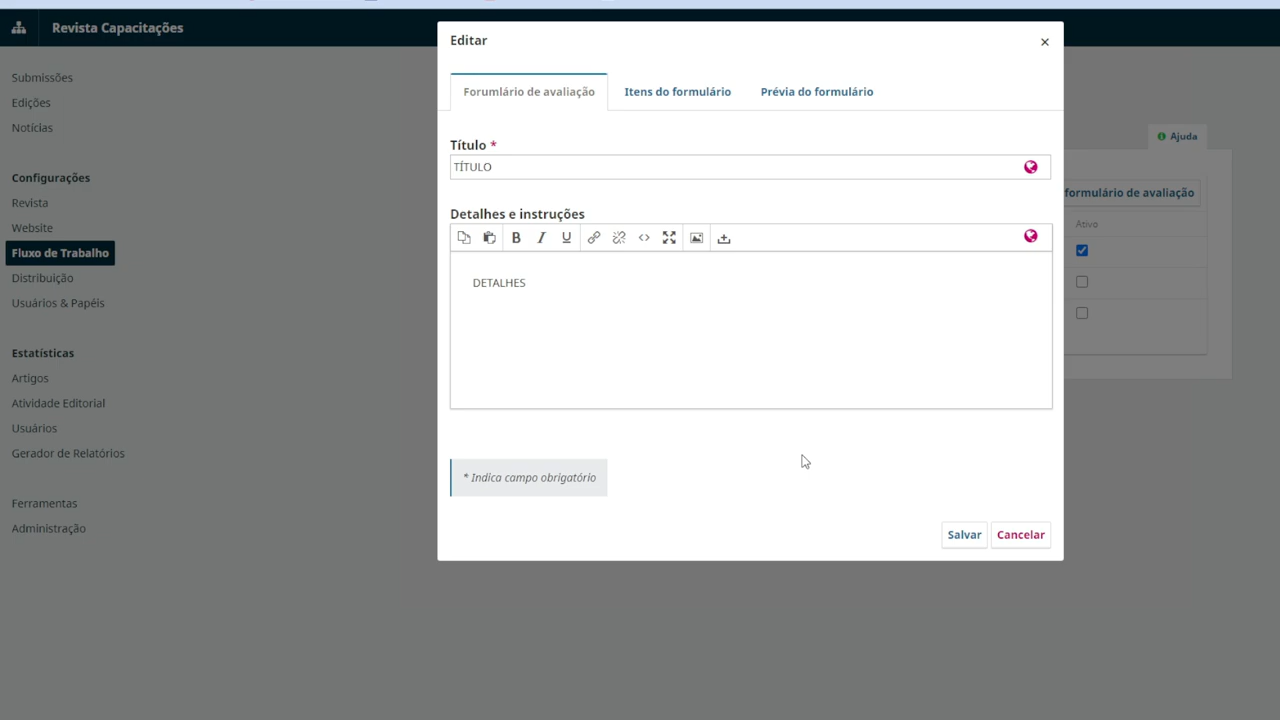 Revista Capacitações
Submissões
Edições
Notícias
Configurações
Revista
Website
Fluxo de Trabalho
Distribuição
Usuários & Papéis
Estatísticas
Artigos
Atividade Editorial
Usuários
Gerador de Relatórios
Ferramentas
Administração
Editar
×
Forumlário de avaliação
Itens do formulário
Prévia do formulário
Título *
TÍTULO
Detalhes e instruções
B I U
DETALHES
* Indica campo obrigatório
Salvar
Cancelar
Ajuda
formulário de avaliação
Ativo